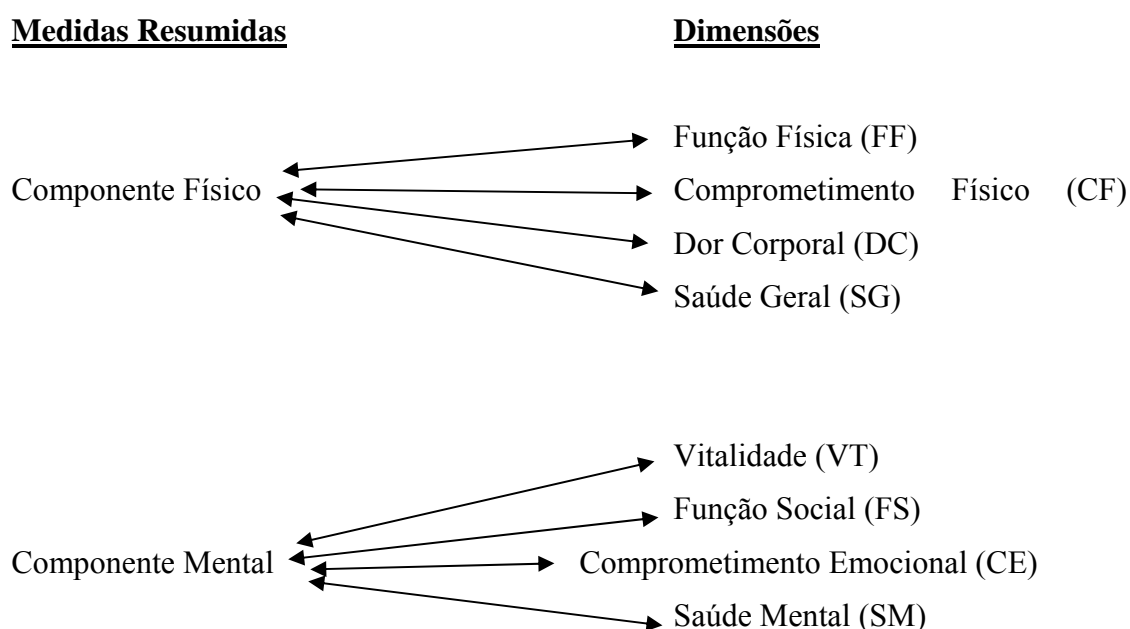 Medidas Resumidas Dimensões
Função Física (FF)
Componente Físico Comprometimento Físico (CF)
Dor Corporal (DC)
Saúde Geral (SG)
Vitalidade (VT)
Função Social (FS)
Componente Mental Comprometimento Emocional (CE)
Saúde Mental (SM)